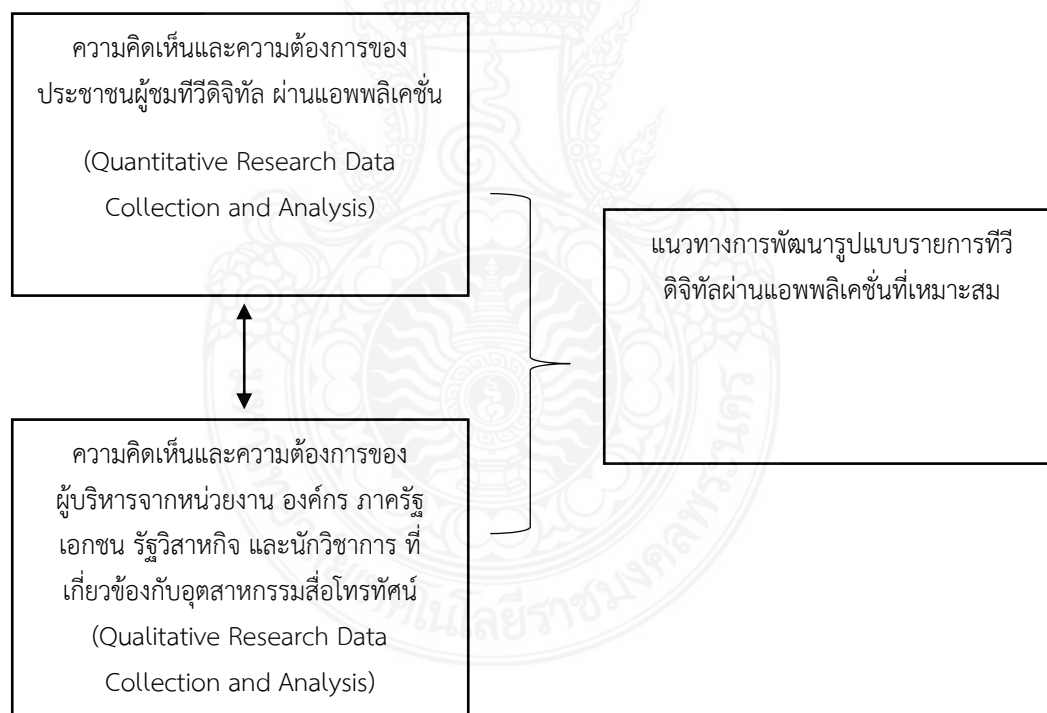 ความคิดเห็นและความต้องการของ
ประชาชนผู้ชมทีวีดิจิทัล ผ่านแอพพลิเคชั่น
(Quantitative Research Data
Collection and Analysis)
แนวทางการพัฒนารูปแบบรายการทีวี
ดิจิทัลผ่านแอพพลิเคชั่นที่เหมาะสม
ความคิดเห็นและความต้องการของ
ผู้บริหารจากหน่วยงาน องค์กร ภาครัฐ
เอกชน รัฐวิสาหกิจ และนักวิชาการ ที่
เกี่ยวข้องกับอุตสาหกรรมสื่อโทรทัศน์
(Qualitative Research Data
Collection and Analysis)